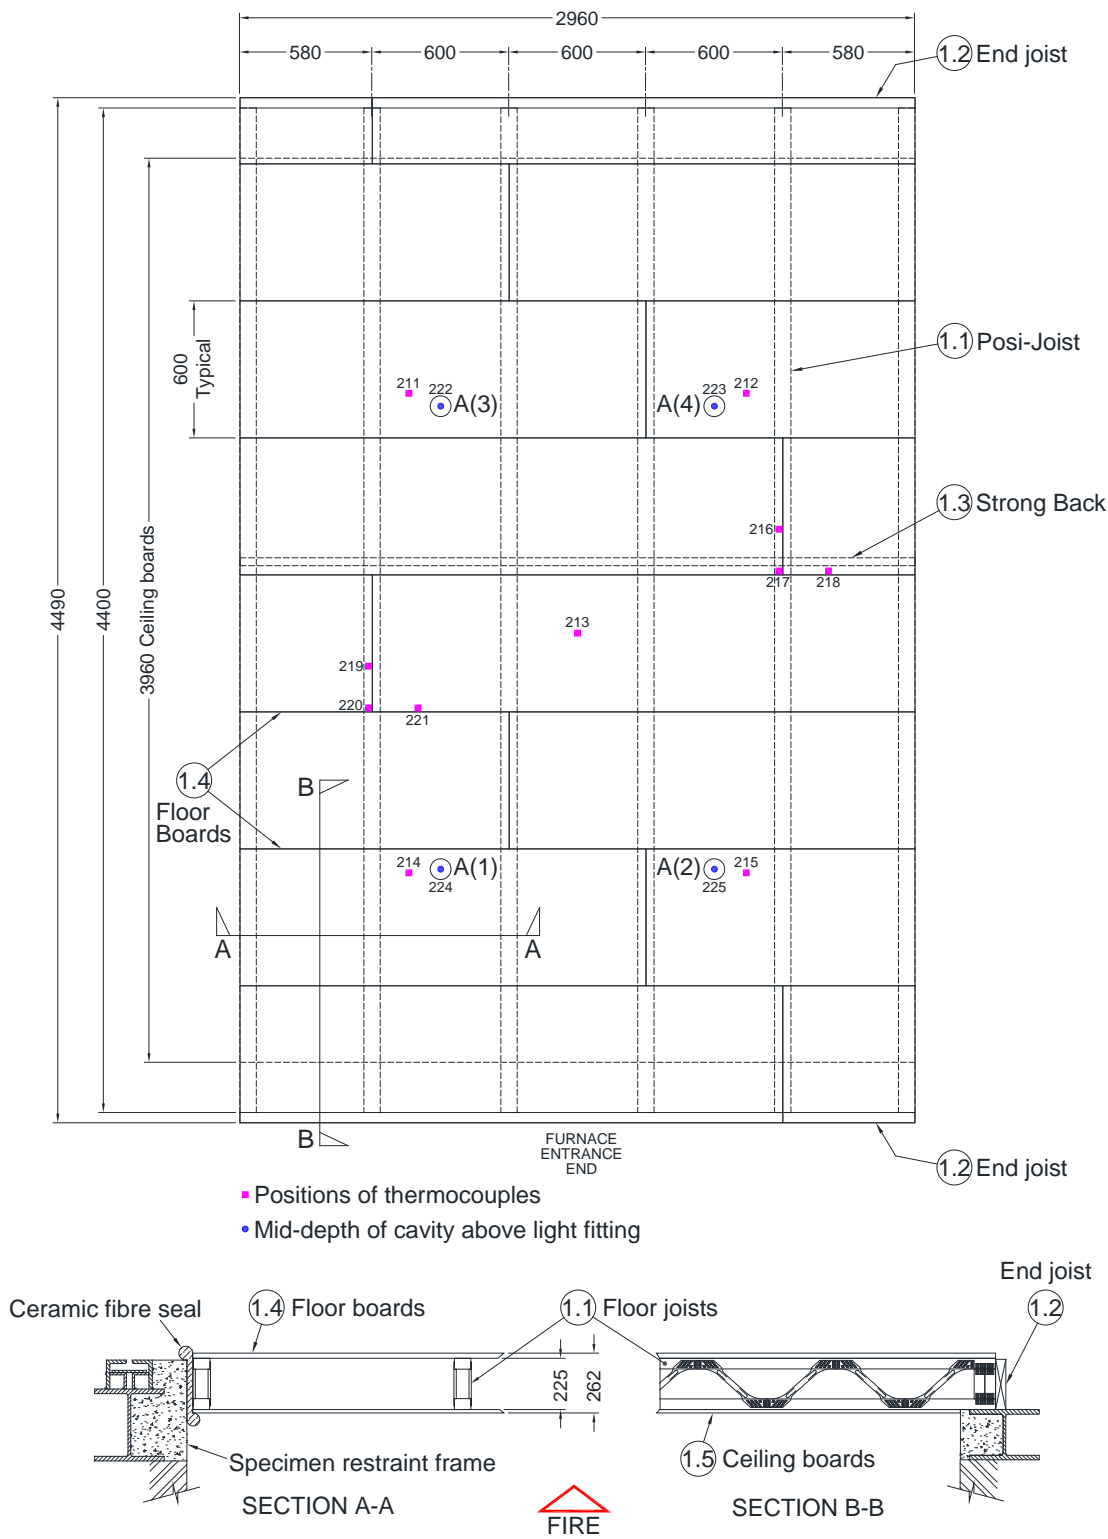 2960
580
600
600
600
580
1.2 End joist
4490
4400
3960 Ceiling boards
600
Typical
1.1 Posi-Joist
211
222
A(3)
A(4)
223
212
1.3 Strong Back
216
217
218
213
219
220
221
1.4
Floor
Boards
B
214
A(1)
224
A(2)
215
225
A
A
B
FURNACE
ENTRANCE
END
1.2 End joist
Positions of thermocouples
Mid-depth of cavity above light fitting
Ceramic fibre seal
1.4 Floor boards
1.1 Floor joists
End joist
1.2
225
262
Specimen restraint frame
1.5 Ceiling boards
SECTION A-A
FIRE
SECTION B-B